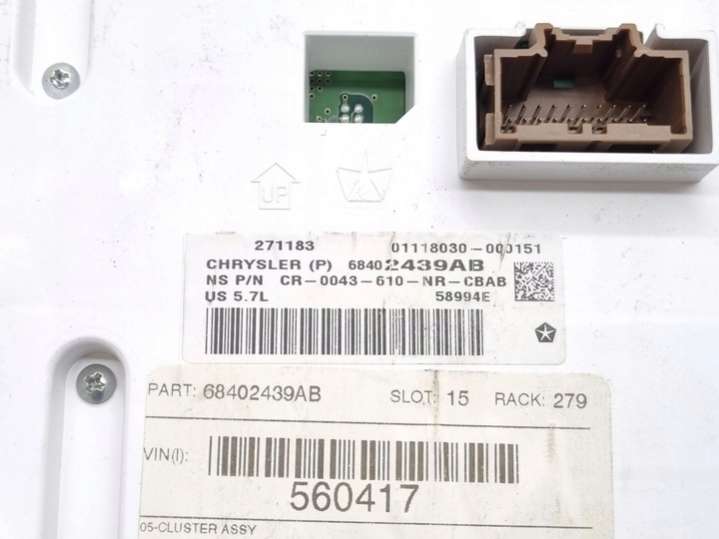 UP
271183 01118030-000151
CHRYSLER (P) 68402439AB
NS P/N CR-0043-610-NR-CBAB
US 5.7L 58994E
PART: 68402439AB SLOT: 15 RACK: 279
VIN(I):
560417
05-CLUSTER ASSY